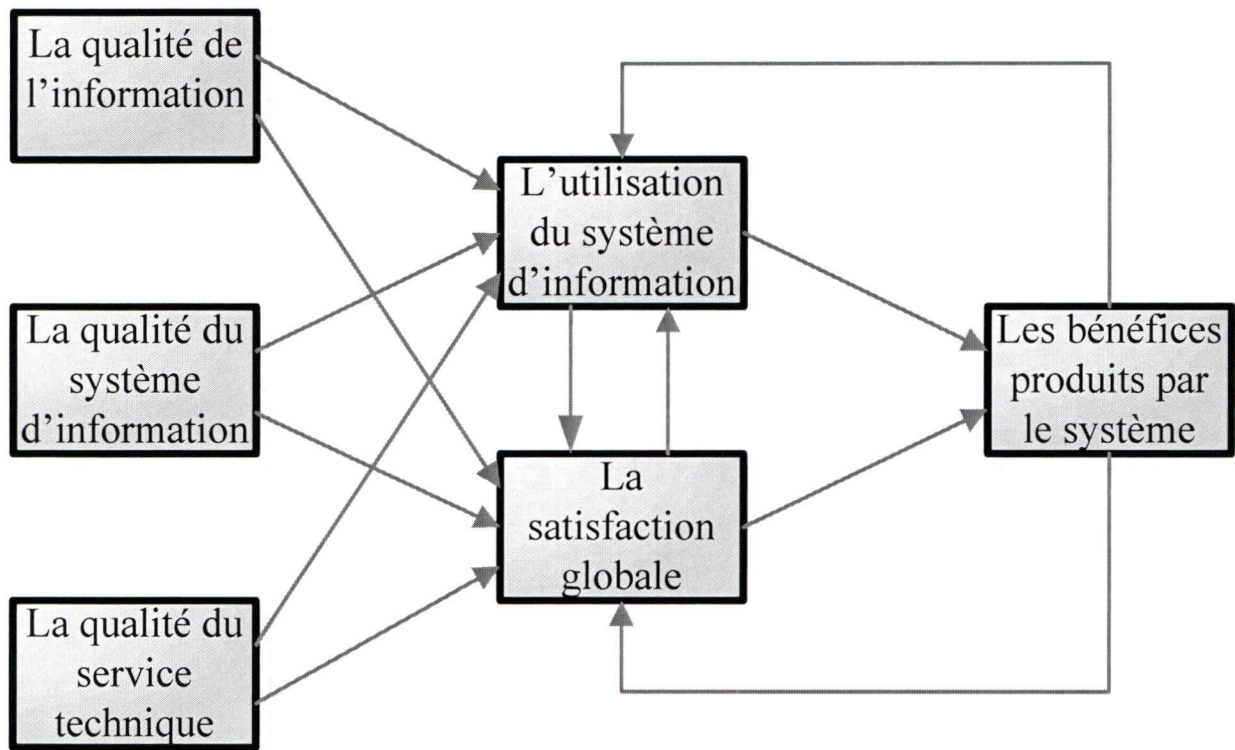 La qualité de
l’information
L’utilisation
du système
d’information
La qualité du
système
d’information
Les bénéfices
produits par
le système
La
satisfaction
globale
La qualité du
service
technique